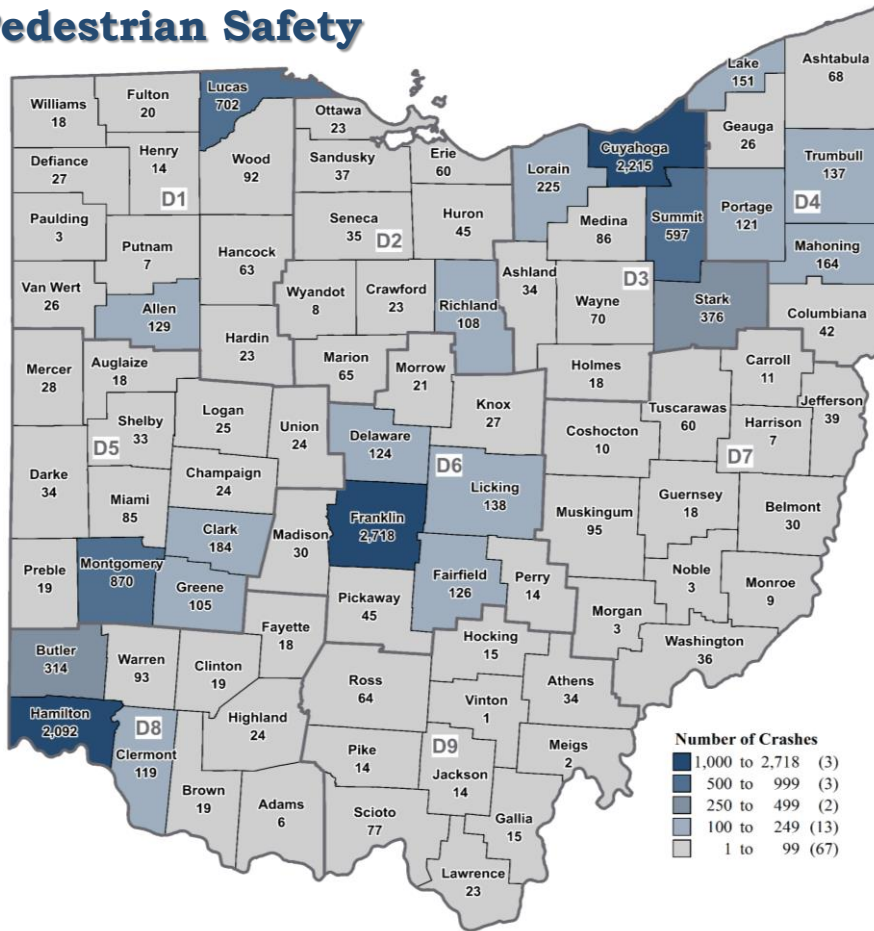 Pedestrian Safety
Williams
18
Fulton
20
Lucas
702
Ottawa
23
Lake
151
Ashtabula
68
Defiance
27
Henry
14
D1
Wood
92
Sandusky
37
Erie
60
Lorain
225
Cuyahoga
2,215
Geauga
26
Trumbull
137
Paulding
3
Putnam
7
Hancock
63
Seneca
35
D2
Huron
45
Medina
86
Summit
597
Portage
121
D4
Mahoning
164
Van Wert
26
Allen
129
Wyandot
8
Crawford
23
Richland
108
Ashland
34
D3
Wayne
70
Stark
376
Columbiana
42
Mercer
28
Auglaize
18
Hardin
23
Marion
65
Morrow
21
Holmes
18
Carroll
11
Jefferson
39
Shelby
33
D5
Logan
25
Union
24
Delaware
124
Knox
27
D6
Coshocton
10
Tuscarawas
60
Harrison
7
D7
Darke
34
Miami
85
Champaign
24
Licking
138
Guernsey
18
Belmont
30
Clark
184
Madison
30
Franklin
2,718
Muskingum
95
Preble
19
Montgomery
870
Greene
105
Pickaway
45
Fairfield
126
Perry
14
Noble
3
Monroe
9
Morgan
3
Washington
36
Butler
314
Warren
93
Clinton
19
Fayette
18
Hocking
15
Ross
64
Athens
34
Vinton
1
Hamilton
2,092
D8
Clermont
119
Highland
24
Pike
14
D9
Jackson
14
Meigs
2
Brown
19
Adams
6
Scioto
77
Gallia
15
Lawrence
23
Number of Crashes
1,000 to 2,718 (3)
500 to 999 (3)
250 to 499 (2)
100 to 249 (13)
1 to 99 (67)